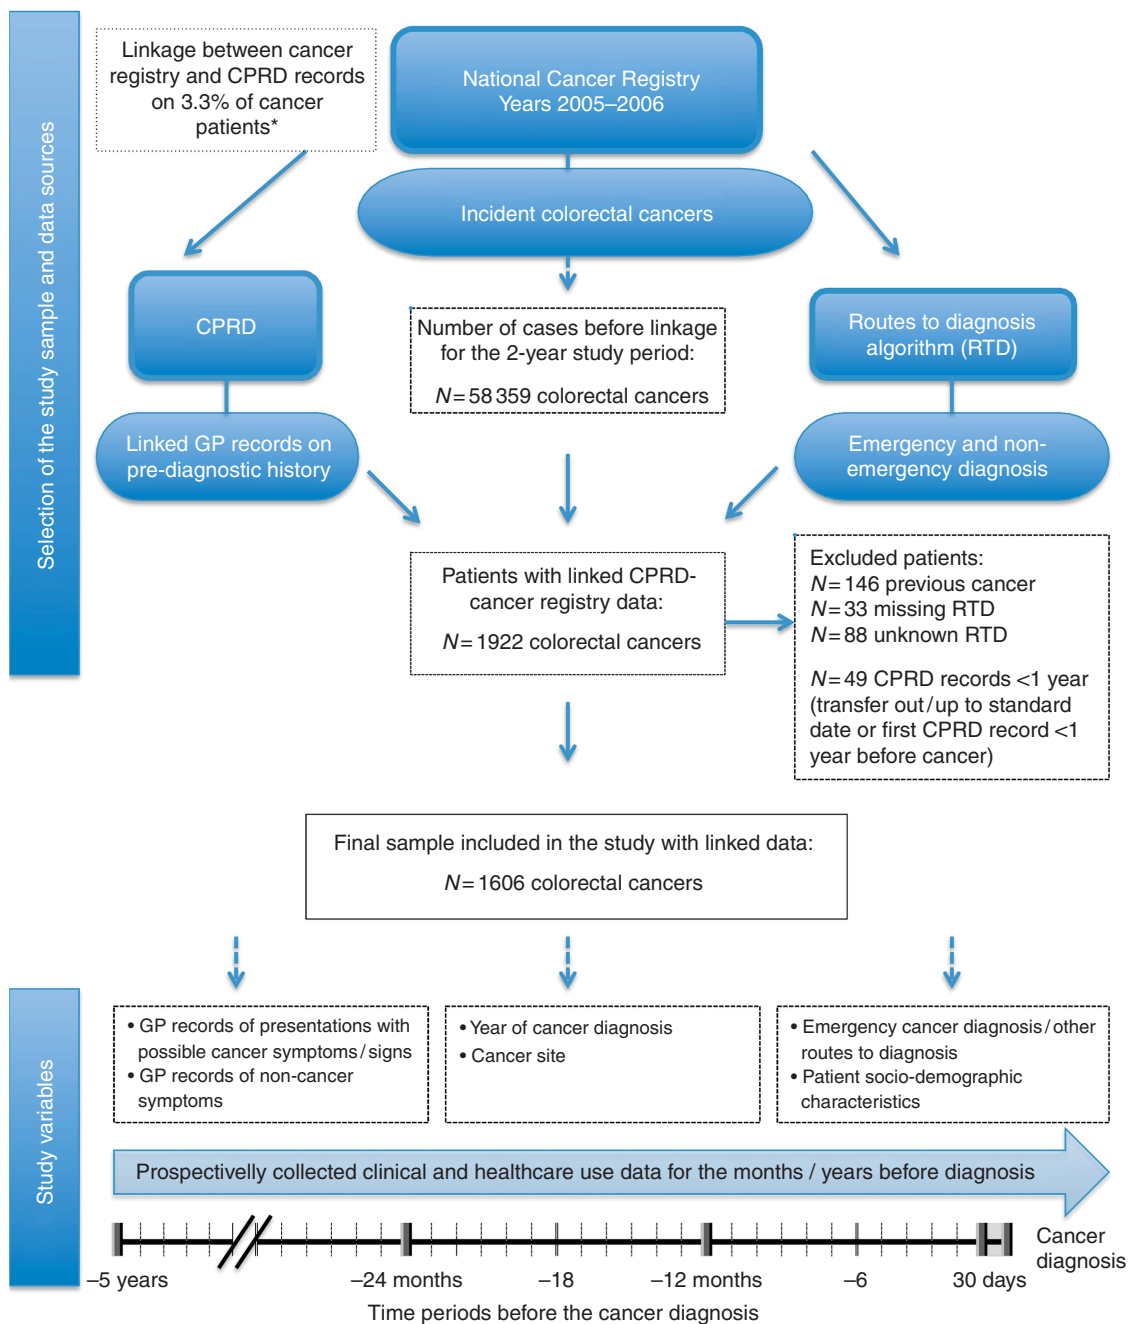 Selection of the study sample and data sources
Linkage between cancer
registry and CPRD records
on 3.3% of cancer
patients*
National Cancer Registry
Years 2005–2006
Incident colorectal cancers
CPRD
Number of cases before linkage
for the 2-year study period:
N = 58 359 colorectal cancers
Routes to diagnosis
algorithm (RTD)
Linked GP records on
pre-diagnostic history
Emergency and non-
emergency diagnosis
Patients with linked CPRD-
cancer registry data:
N = 1922 colorectal cancers
Excluded patients:
N = 146 previous cancer
N = 33 missing RTD
N = 88 unknown RTD
N = 49 CPRD records <1 year
(transfer out / up to standard
date or first CPRD record <1
year before cancer)
Final sample included in the study with linked data:
N = 1606 colorectal cancers
Study variables
• GP records of presentations with
possible cancer symptoms / signs
• GP records of non-cancer
symptoms
• Year of cancer diagnosis
• Cancer site
• Emergency cancer diagnosis / other
routes to diagnosis
• Patient socio-demographic
characteristics
Prospectivelly collected clinical and healthcare use data for the months / years before diagnosis
Cancer
diagnosis
–5 years
–24 months
–18
–12 months
–6
30 days
Time periods before the cancer diagnosis